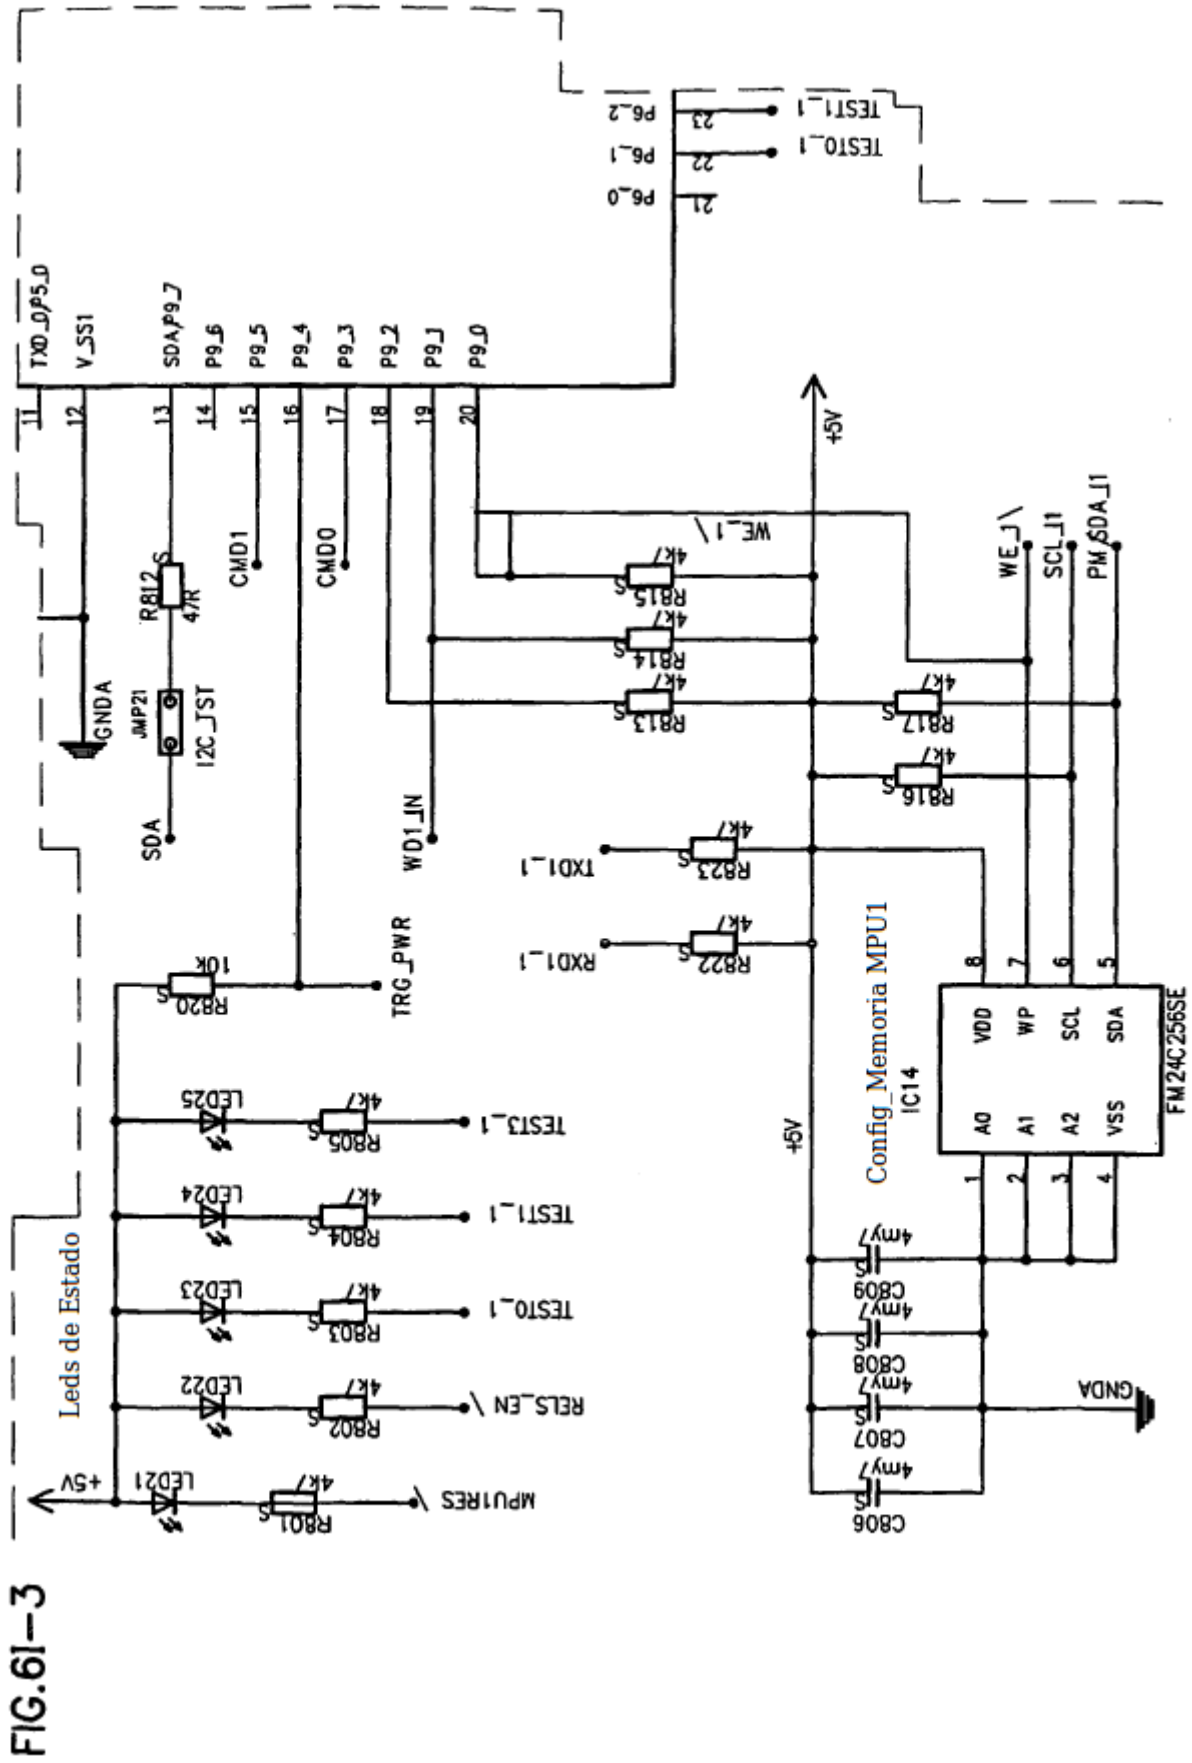 P6_2
23
TEST1_1
P6_1
22
TEST0_1
P6_0
21
TXD_0/P5_0
V_SS1
SDA/P9_7
P9_6
P9_5
P9_4
P9_3
P9_2
P9_1
P9_0
11
12
13
14
15
16
17
18
19
20
+5V
R812
S
47R
CMD1
CMD0
WE_1\
WE_1\
SCL_I1
PM/SDA_I1
R815
S
4k7
R814
S
4k7
R813
S
4k7
R817
S
4k7
R816
S
4k7
GNDA
JMP21
I2C_TST
SDA
WD1_IN
TXD1_1
R823
S
4k7
RXD1_1
R822
S
4k7
R820
S
10k
TRG_PWR
Config_Memoria MPU1
IC14
8
7
6
5
VDD
WP
SCL
SDA
A0
A1
A2
VSS
1
2
3
4
FM24C256SE
+5V
LED25
R805
S
4k7
TEST3_1
LED24
R804
S
4k7
TEST1_1
LED23
R803
S
4k7
TEST0_1
LED22
R802
S
4k7
RELS_EN\
LED21
R801
S
4k7
MPU1RES\
Leds de Estado
+5V
C809
S
4my7
C808
S
4my7
C807
S
4my7
C806
S
4my7
GNDA
FIG.6I-3